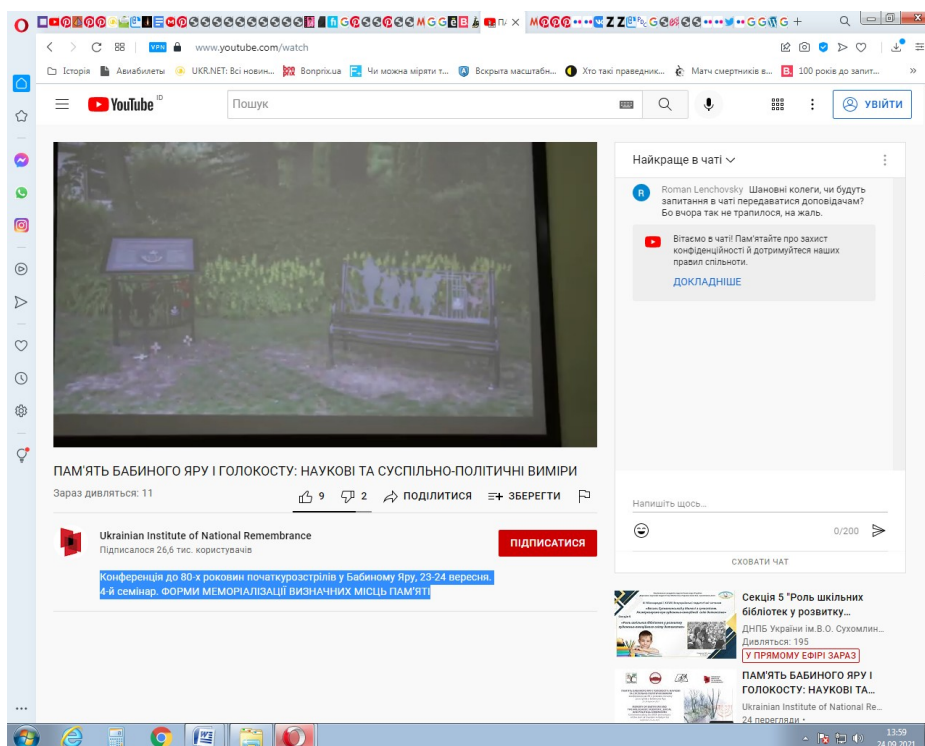 VPN
www.youtube.com/watch
Історія
Авиабилеты
UKR.NET: Всі новин...
Bonprix.ua
Чи можна міряти т...
Вскрыта масштабн...
Хто такі праведник...
Матч смертників в...
100 років до запит...
YouTube ID
Пошук
УВІЙТИ
ПАМ'ЯТЬ БАБИНОГО ЯРУ І ГОЛОКОСТУ: НАУКОВІ ТА СУСПІЛЬНО-ПОЛІТИЧНІ ВИМІРИ
Зараз дивляться: 11
9
2
ПОДІЛИТИСЯ
ЗБЕРЕГТИ
Ukrainian Institute of National Remembrance
Підписалося 26,6 тис. користувачів
ПІДПИСАТИСЯ
Конференція до 80-х роковин початкурозстрілів у Бабиному Яру, 23-24 вересня.
4-й семінар. ФОРМИ МЕМОРІАЛІЗАЦІЇ ВИЗНАЧНИХ МІСЦЬ ПАМ'ЯТІ
Найкраще в чаті
Roman Lenchovsky Шановні колеги, чи будуть
запитання в чаті передаватися доповідачам?
Бо вчора так не трапилося, на жаль.
Вітаємо в чаті! Пам'ятайте про захист
конфіденційності й дотримуйтеся наших
правил спільноти.
ДОКЛАДНІШЕ
Напишіть щось...
0/200
СХОВАТИ ЧАТ
Секція 5 "Роль шкільних
бібліотек у розвитку...
ДНПБ України ім.В.О. Сухомлин...
Дивляться: 195
У ПРЯМОМУ ЕФІРІ ЗАРАЗ
ПАМ'ЯТЬ БАБИНОГО ЯРУ І
ГОЛОКОСТУ: НАУКОВІ ТА...
Ukrainian Institute of National Re...
24 перегляди •
13:59
24.09.2021